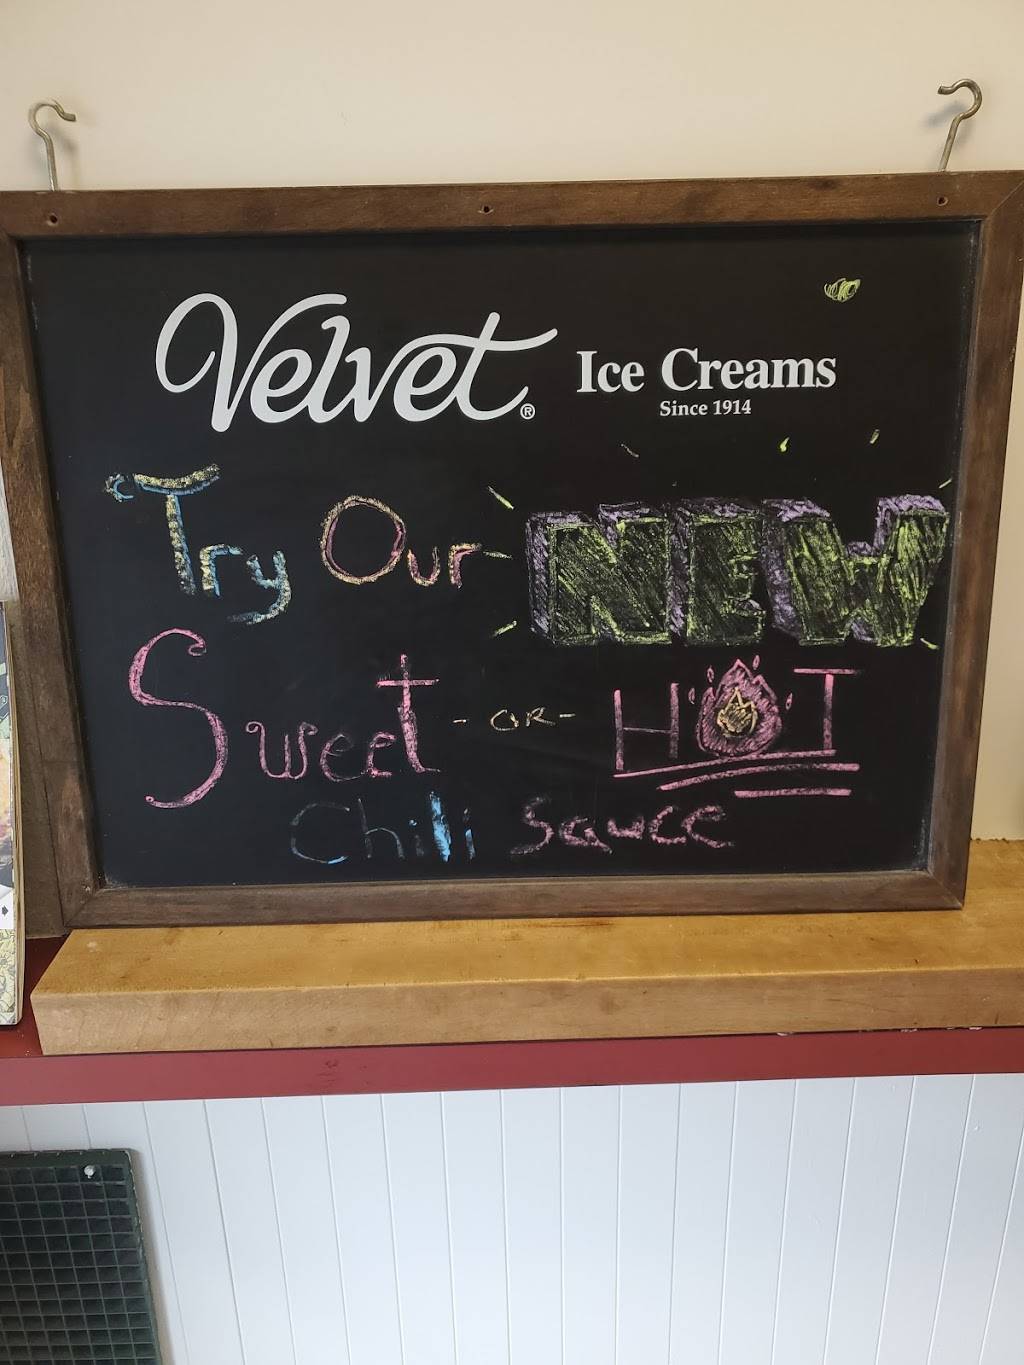 Velvet® Ice Creams
Since 1914
Try Our NEW
Sweet - OR - HOT
Chili Sauce